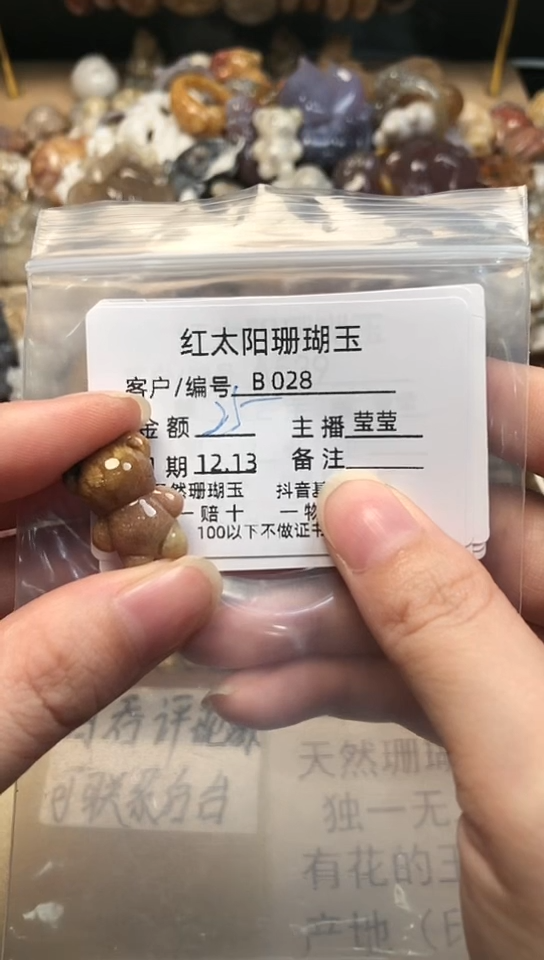 红太阳珊瑚玉
客户/编号 B028
金额 25 主播 莹莹
期 12.13 备注
然珊瑚玉 抖音
一赔十 一物
100以下不做证书
天然珊瑚
独一无
有花的
产地（